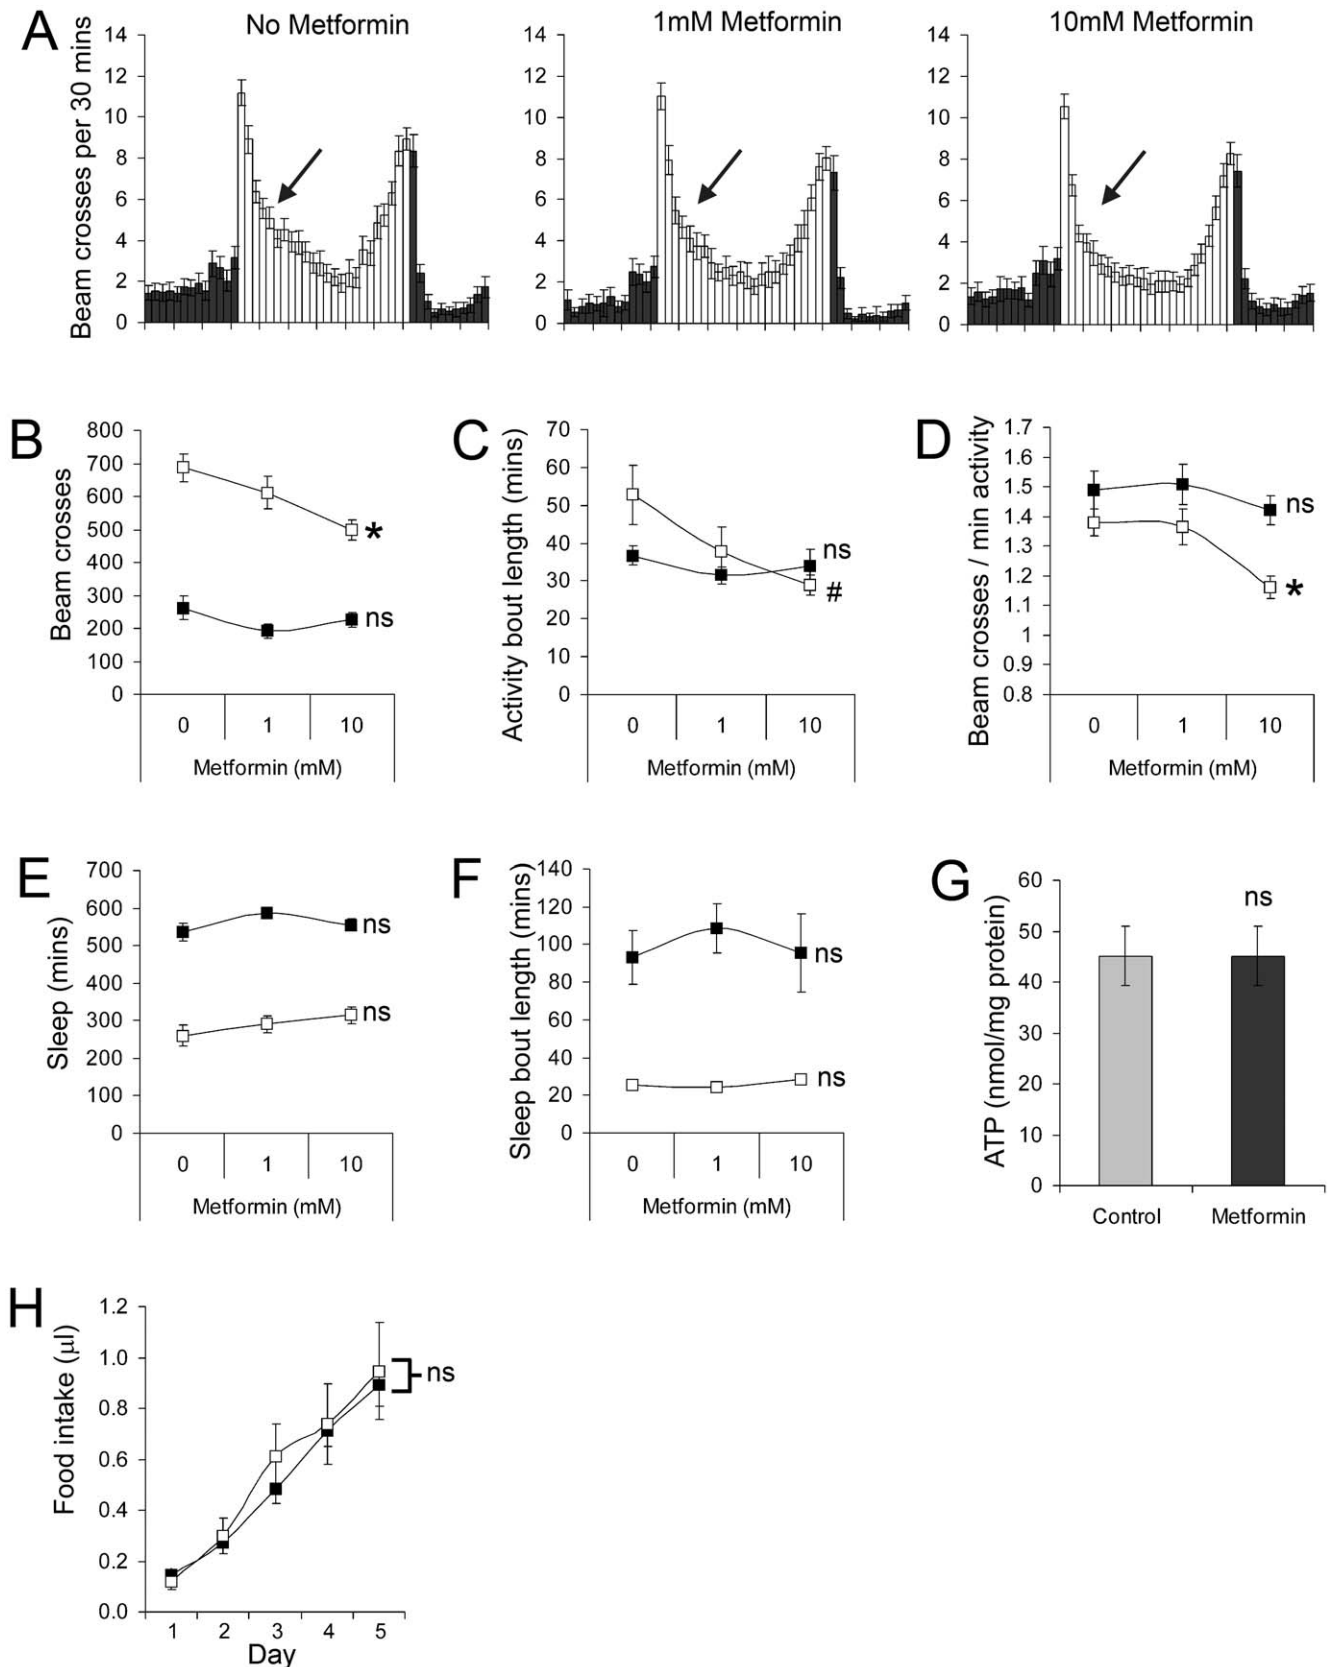 A
No Metformin
1mM Metformin
10mM Metformin
Beam crosses per 30 mins
14
12
10
8
6
4
2
0
14
12
10
8
6
4
2
0
14
12
10
8
6
4
2
0
B
Beam crosses
800
700
600
500
400
300
200
100
0
*
ns
0 1 10
Metformin (mM)
C
Activity bout length (mins)
70
60
50
40
30
20
10
0
ns
#
0 1 10
Metformin (mM)
D
Beam crosses / min activity
1.7
1.6
1.5
1.4
1.3
1.2
1.1
1
0.9
0.8
ns
*
0 1 10
Metformin (mM)
E
Sleep (mins)
700
600
500
400
300
200
100
0
ns
ns
0 1 10
Metformin (mM)
F
Sleep bout length (mins)
140
120
100
80
60
40
20
0
ns
ns
0 1 10
Metformin (mM)
G
ATP (nmol/mg protein)
60
50
40
30
20
10
0
ns
Control Metformin
H
Food intake (µl)
1.2
1.0
0.8
0.6
0.4
0.2
0.0
ns
1 2 3 4 5
Day